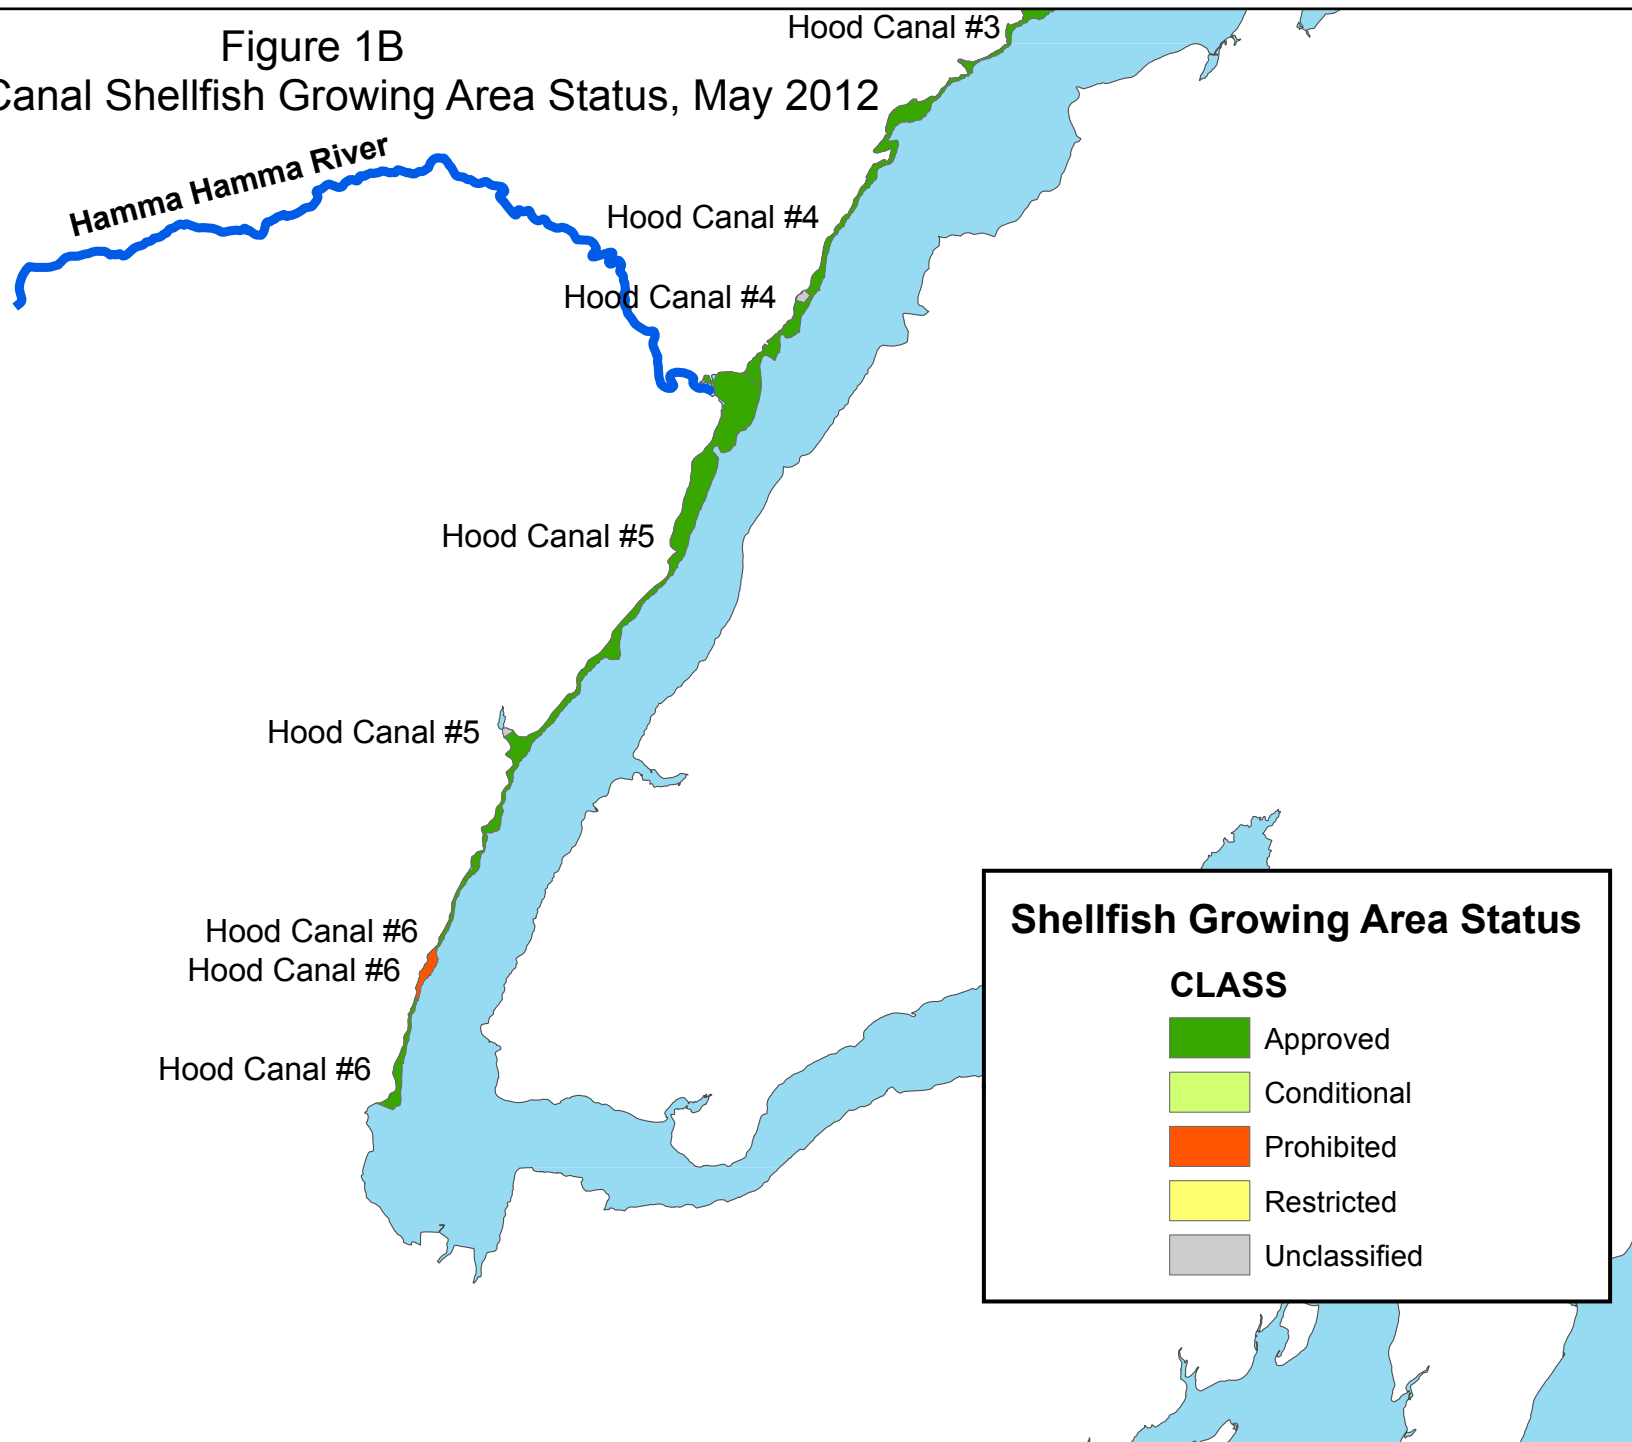 Hood Canal #3
Figure 1B
Canal Shellfish Growing Area Status, May 2012
Hamma Hamma River
Hood Canal #4
Hood Canal #4
Hood Canal #5
Hood Canal #5
Hood Canal #6
Hood Canal #6
Hood Canal #6
Shellfish Growing Area Status
CLASS
Approved
Conditional
Prohibited
Restricted
Unclassified